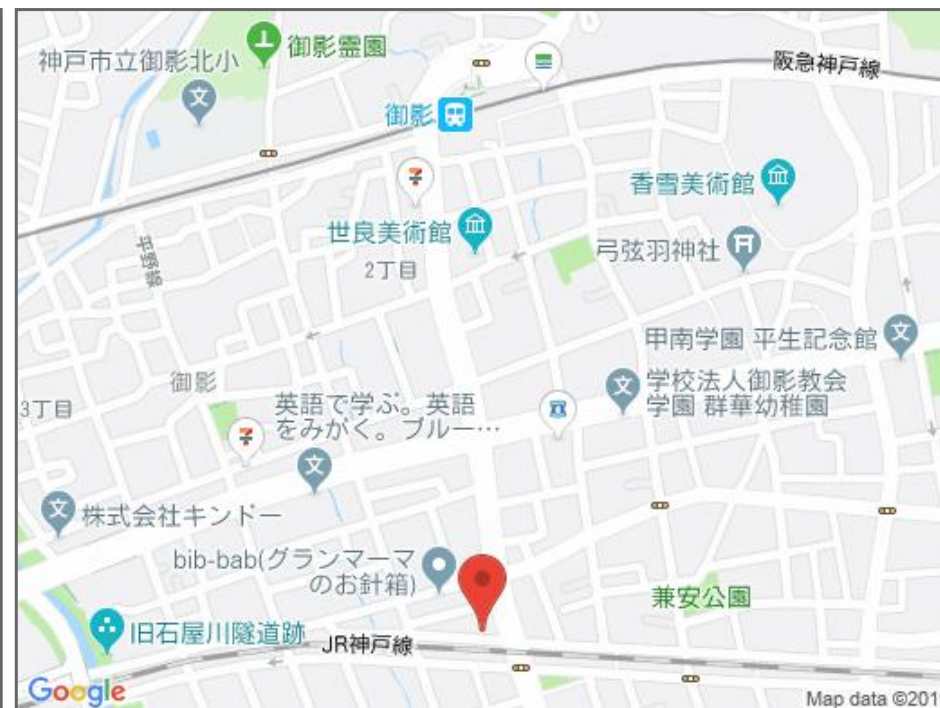 御影霊園
神戸市立御影北小
阪急神戸線
御影
香雪美術館
世良美術館
弓弦羽神社
2丁目
平野線
甲南学園 平生記念館
学校法人御影教会
学園 群華幼稚園
御影
3丁目
英語で学ぶ。英語
をみがく。ブルー…
株式会社キンドー
bib-bab(グランマーマ
のお針箱)
兼安公園
旧石屋川隧道跡
JR神戸線
Google
Map data ©201